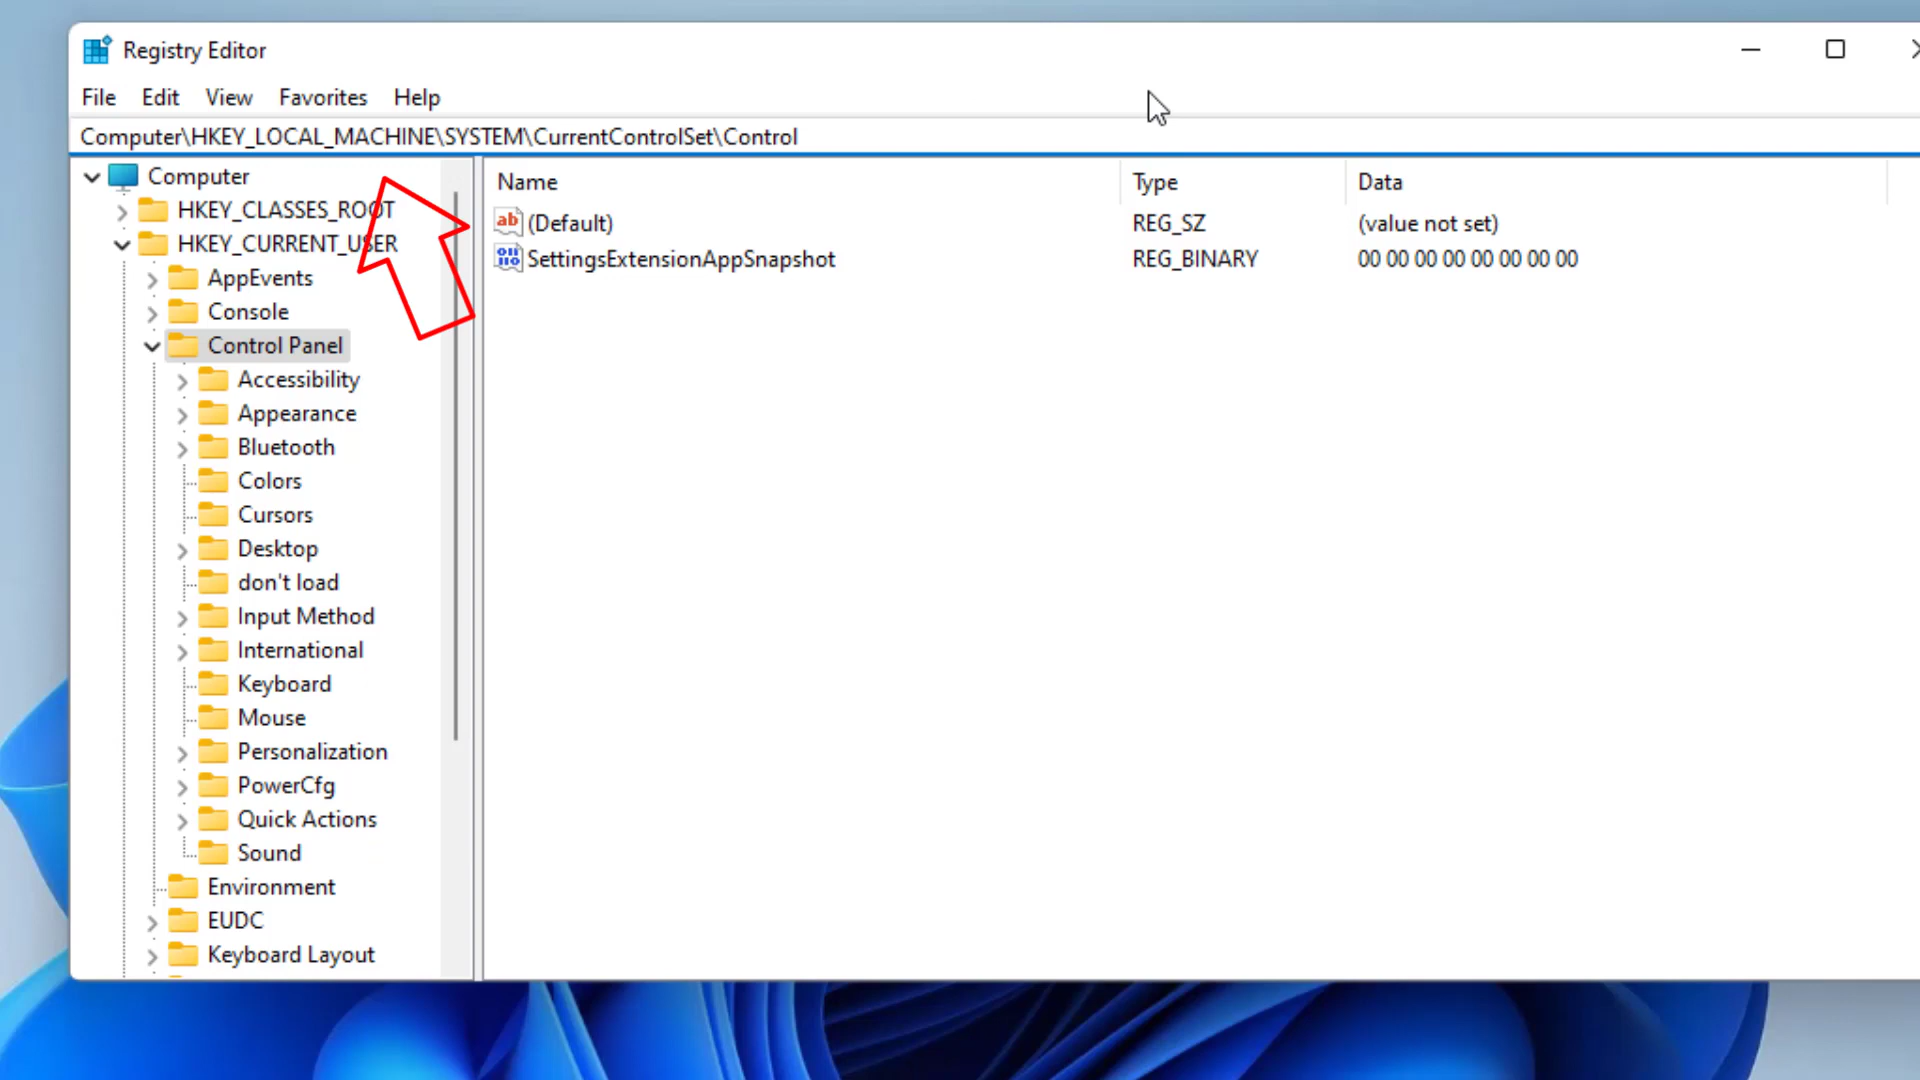 Registry Editor
File Edit View Favorites Help
Computer\HKEY_LOCAL_MACHINE\SYSTEM\CurrentControlSet\Control
Computer
HKEY_CLASSES_ROOT
HKEY_CURRENT_USER
AppEvents
Console
Control Panel
Accessibility
Appearance
Bluetooth
Colors
Cursors
Desktop
don't load
Input Method
International
Keyboard
Mouse
Personalization
PowerCfg
Quick Actions
Sound
Environment
EUDC
Keyboard Layout
Name Type Data
(Default) REG_SZ (value not set)
SettingsExtensionAppSnapshot REG_BINARY 00 00 00 00 00 00 00 00